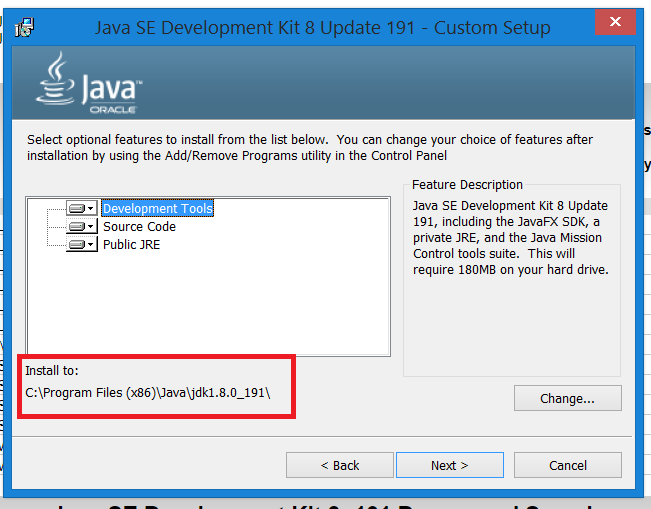 Java SE Development Kit 8 Update 191 - Custom Setup
Java™
ORACLE
Select optional features to install from the list below. You can change your choice of features after
installation by using the Add/Remove Programs utility in the Control Panel
Development Tools
Source Code
Public JRE
Feature Description
Java SE Development Kit 8 Update
191, including the JavaFX SDK, a
private JRE, and the Java Mission
Control tools suite. This will
require 180MB on your hard drive.
Install to:
C:\Program Files (x86)\Java\jdk1.8.0_191\
Change...
< Back
Next >
Cancel